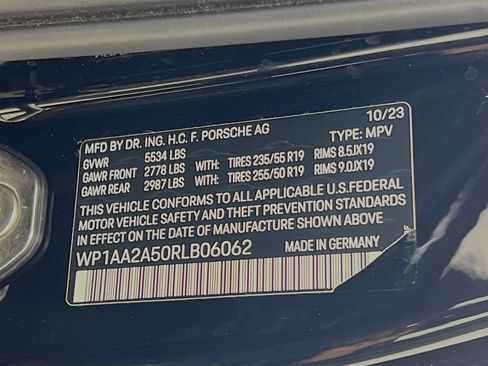 MFD BY DR. ING. H.C. F. PORSCHE AG 10/23
GVWR 5534 LBS TYPE: MPV
GAWR FRONT 2778 LBS WITH: TIRES 235/55 R19 RIMS 8.5JX19
GAWR REAR 2987 LBS WITH: TIRES 255/50 R19 RIMS 9.0JX19
THIS VEHICLE CONFORMS TO ALL APPLICABLE U.S.FEDERAL
MOTOR VEHICLE SAFETY AND THEFT PREVENTION STANDARDS
IN EFFECT ON THE DATE OF MANUFACTURE SHOWN ABOVE
WP1AA2A50RLB06062 MADE IN GERMANY